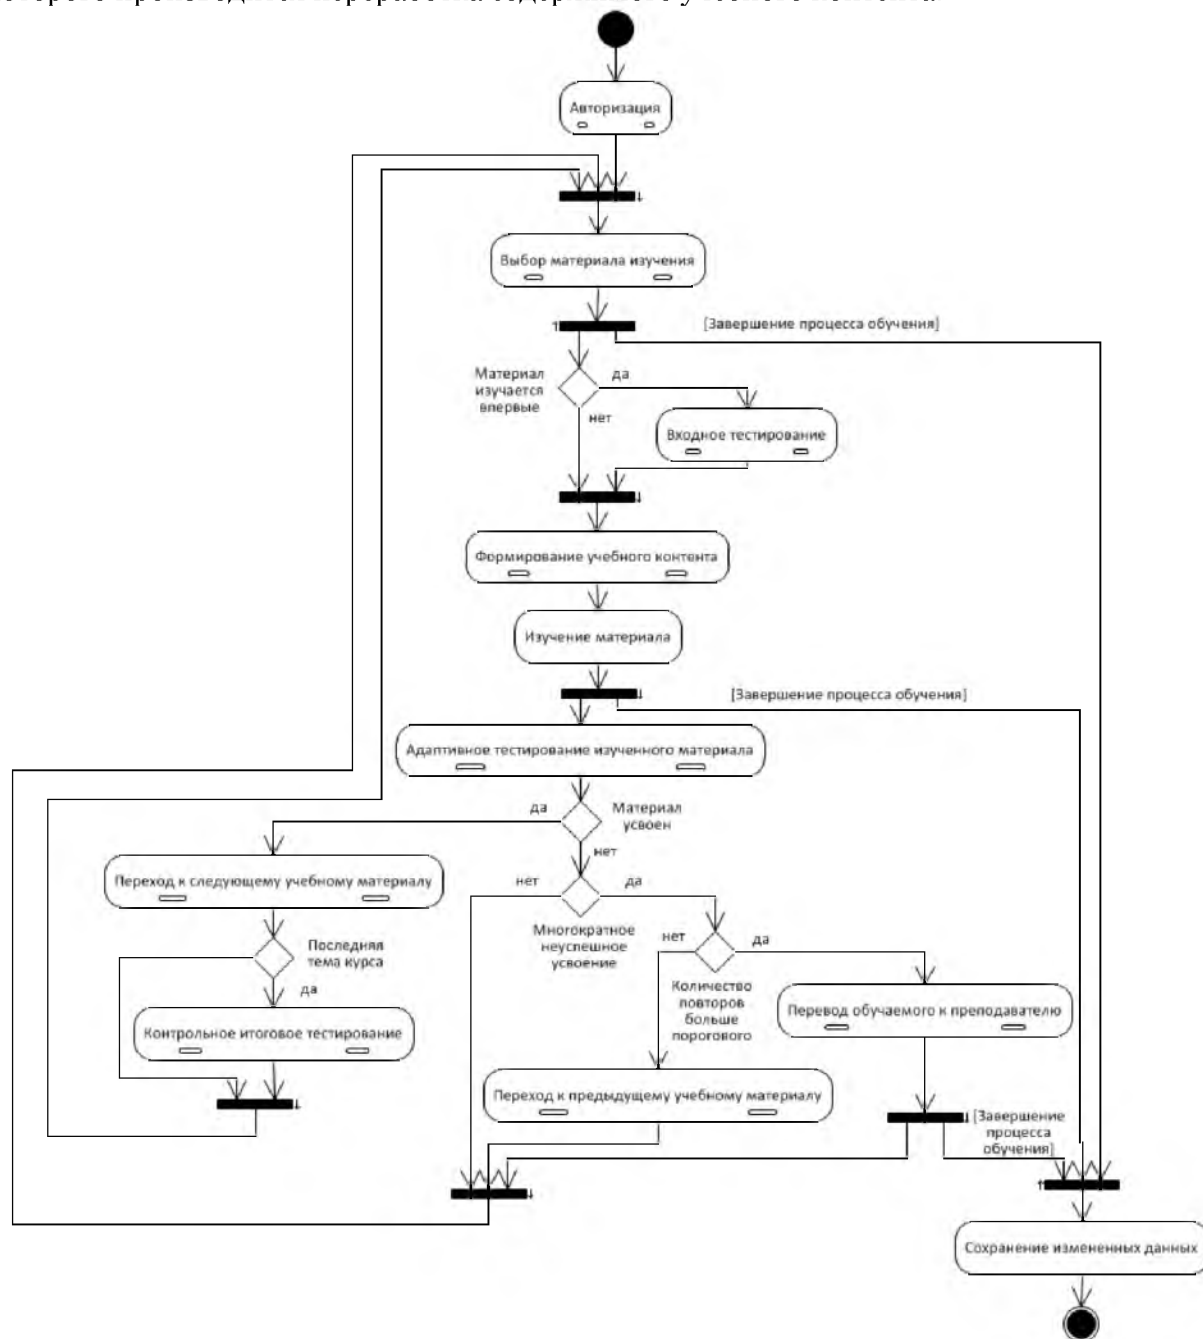 Авторизация
Выбор материала изучения
[Завершение процесса обучения]
Материал
изучается
впервые
да
нет
Входное тестирование
Формирование учебного контента
Изучение материала
[Завершение процесса обучения]
Адаптивное тестирование изученного материала
да
Материал
усвоен
нет
Переход к следующему учебному материалу
нет
да
Многократное
неуспешное
усвоение
нет
да
Последняя
тема курса
да
Количество
повторов
больше
порогового
Перевод обучаемого к преподавателю
Контрольное итоговое тестирование
Переход к предыдущему учебному материалу
[Завершение
процесса
обучения]
Сохранение измененных данных